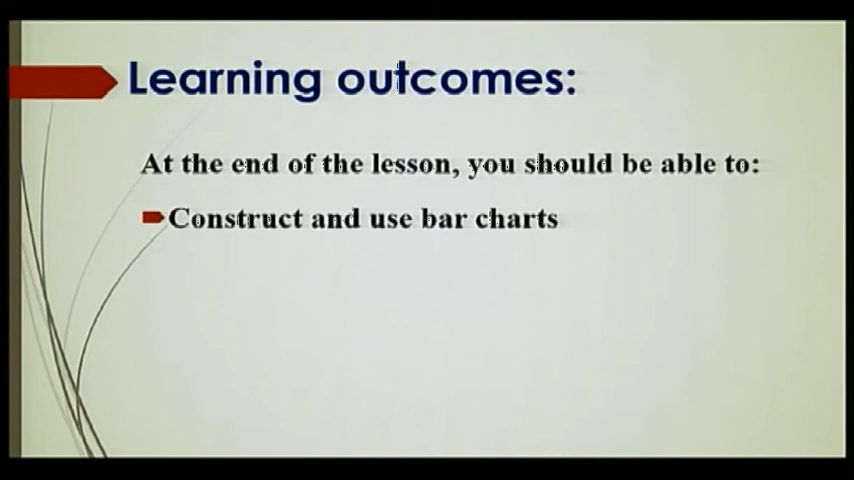 Learning outcomes:
At the end of the lesson, you should be able to:
Construct and use bar charts